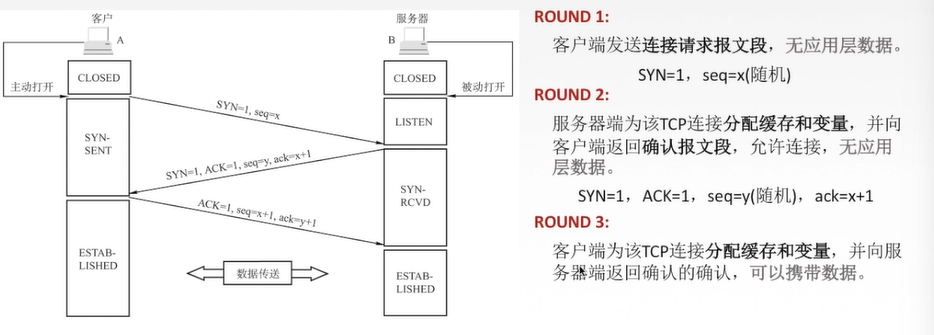 客户
服务器
A
B
CLOSED
CLOSED
主动打开
被动打开
SYN=1, seq=x
LISTEN
SYN-
SENT
SYN=1, ACK=1, seq=y, ack=x+1
SYN-
RCVD
ACK=1, seq=x+1, ack=y+1
ESTAB-
LISHED
数据传送
ESTAB-
LISHED
ROUND 1:
客户端发送连接请求报文段，无应用层数据。
SYN=1，seq=x(随机)
ROUND 2:
服务器端为该TCP连接分配缓存和变量，并向
客户端返回确认报文段，允许连接，无应用
层数据。
SYN=1，ACK=1，seq=y(随机)，ack=x+1
ROUND 3:
客户端为该TCP连接分配缓存和变量，并向服
务器端返回确认的确认，可以携带数据。